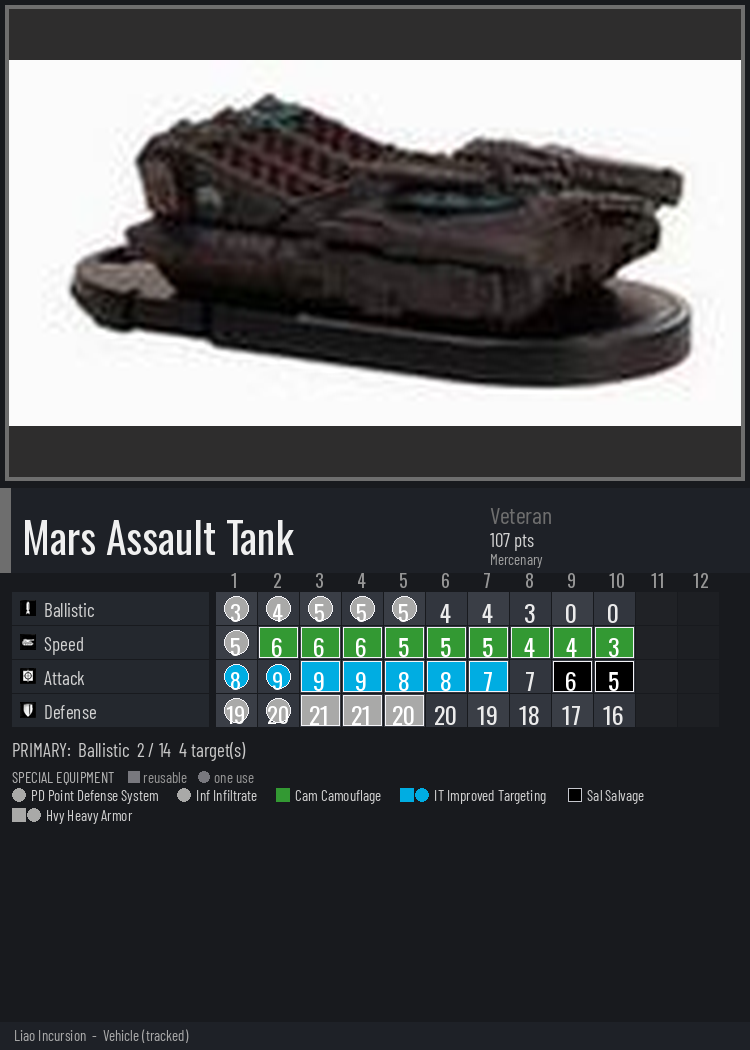 Mars Assault Tank
Veteran
107 pts
Mercenary
1 2 3 4 5 6 7 8 9 10 11 12
Ballistic 3 4 5 5 5 4 4 3 0 0
Speed 5 6 6 6 5 5 5 4 4 3
Attack 8 9 9 9 8 8 7 7 6 5
Defense 19 20 21 21 20 20 19 18 17 16
PRIMARY: Ballistic 2 / 14 4 target(s)
SPECIAL EQUIPMENT reusable one use
PD Point Defense System Inf Infiltrate Cam Camouflage IT Improved Targeting Sal Salvage
Hvy Heavy Armor
Liao Incursion - Vehicle (tracked)